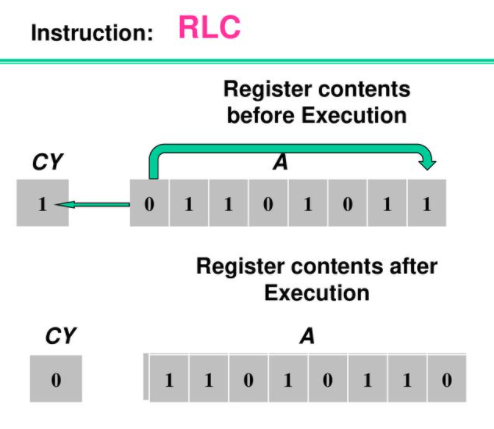 Instruction: RLC
Register contents
before Execution
CY
A
1 0 1 1 0 1 0 1 1
Register contents after
Execution
CY A
0 1 1 0 1 0 1 1 0